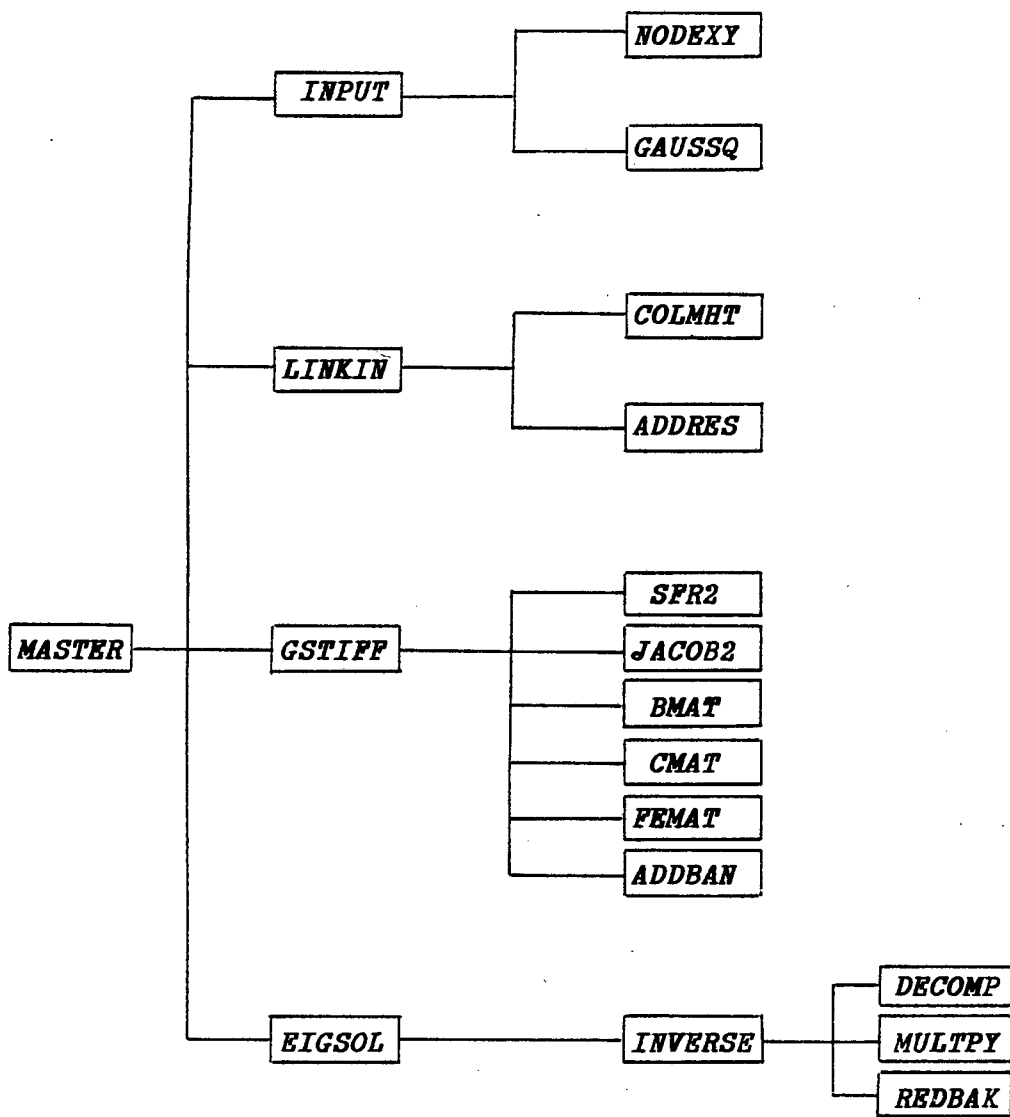 NODEXY
INPUT
GAUSSQ
COLMHT
LINKIN
ADDRES
SFR2
MASTER
GSTIFF
JACOB2
BMAT
CMAT
FEMAT
ADDBAN
DECOMP
EIGSOL
INVERSE
MULTPY
REDBAK